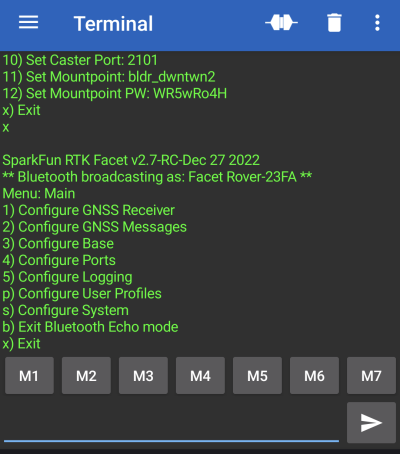 Terminal
10) Set Caster Port: 2101
11) Set Mountpoint: bldr_dwntwn2
12) Set Mountpoint PW: WR5wRo4H
x) Exit
x
SparkFun RTK Facet v2.7-RC-Dec 27 2022
** Bluetooth broadcasting as: Facet Rover-23FA **
Menu: Main
1) Configure GNSS Receiver
2) Configure GNSS Messages
3) Configure Base
4) Configure Ports
5) Configure Logging
p) Configure User Profiles
s) Configure System
b) Exit Bluetooth Echo mode
x) Exit
M1 M2 M3 M4 M5 M6 M7